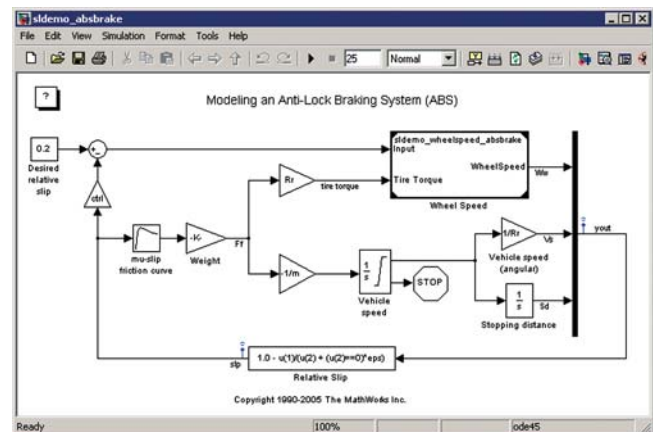 sldemo_absbrake
File Edit View Simulation Format Tools Help
25
Normal
?
Modeling an Anti-Lock Braking System (ABS)
0.2
Desired
relative
slip
+_
ctrl
mu-slip
friction curve
-K-
Weight
Ff
Rr
tire torque
sldemo_wheelspeed_absbrake
Input
Tire Torque
WheelSpeed
Wheel Speed
Ww
-1/m
1
s
Vehicle
speed
STOP
1/Rr
Vs
Vehicle speed
(angular)
1
s
Sd
Stopping distance
yout
slp
1.0 - u(1)/(u(2) + (u(2)==0)*eps)
Relative Slip
Copyright 1990-2005 The MathWorks Inc.
Ready
100%
ode45